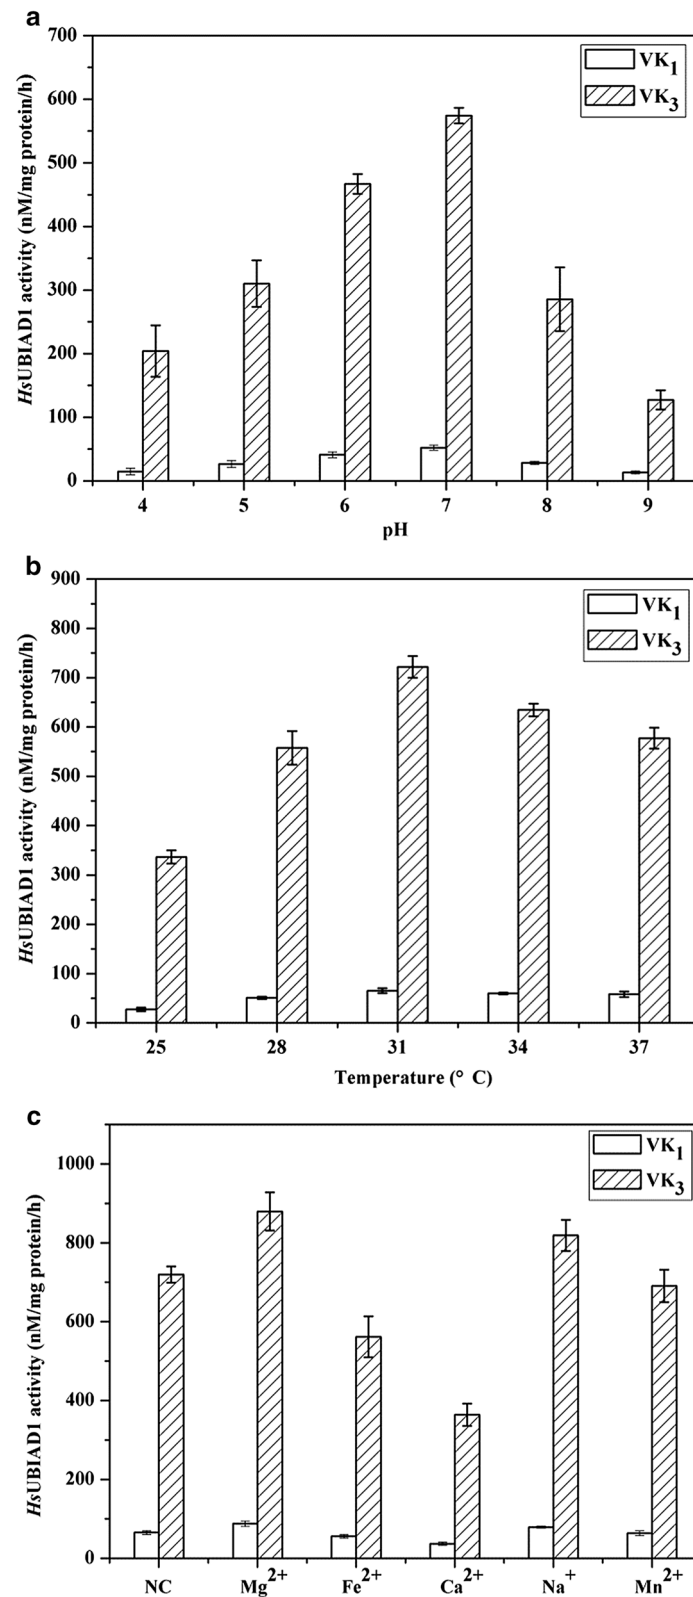 a
700
600
500
400
300
200
100
0
HsUBIAD1 activity (nM/mg protein/h)
VK1
VK3
4 5 6 7 8 9
pH
b
900
800
700
600
500
400
300
200
100
0
HsUBIAD1 activity (nM/mg protein/h)
VK1
VK3
25 28 31 34 37
Temperature (° C)
c
1000
800
600
400
200
0
HsUBIAD1 activity (nM/mg protein/h)
VK1
VK3
NC Mg2+ Fe2+ Ca2+ Na+ Mn2+